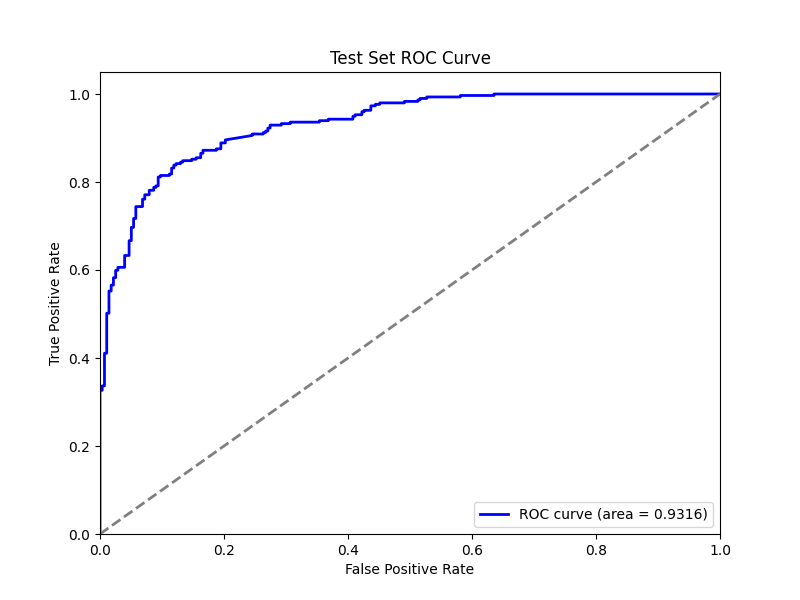 Test Set ROC Curve
1.0
0.8
0.6
0.4
0.2
0.0
True Positive Rate
0.0 0.2 0.4 0.6 0.8 1.0
False Positive Rate
ROC curve (area = 0.9316)